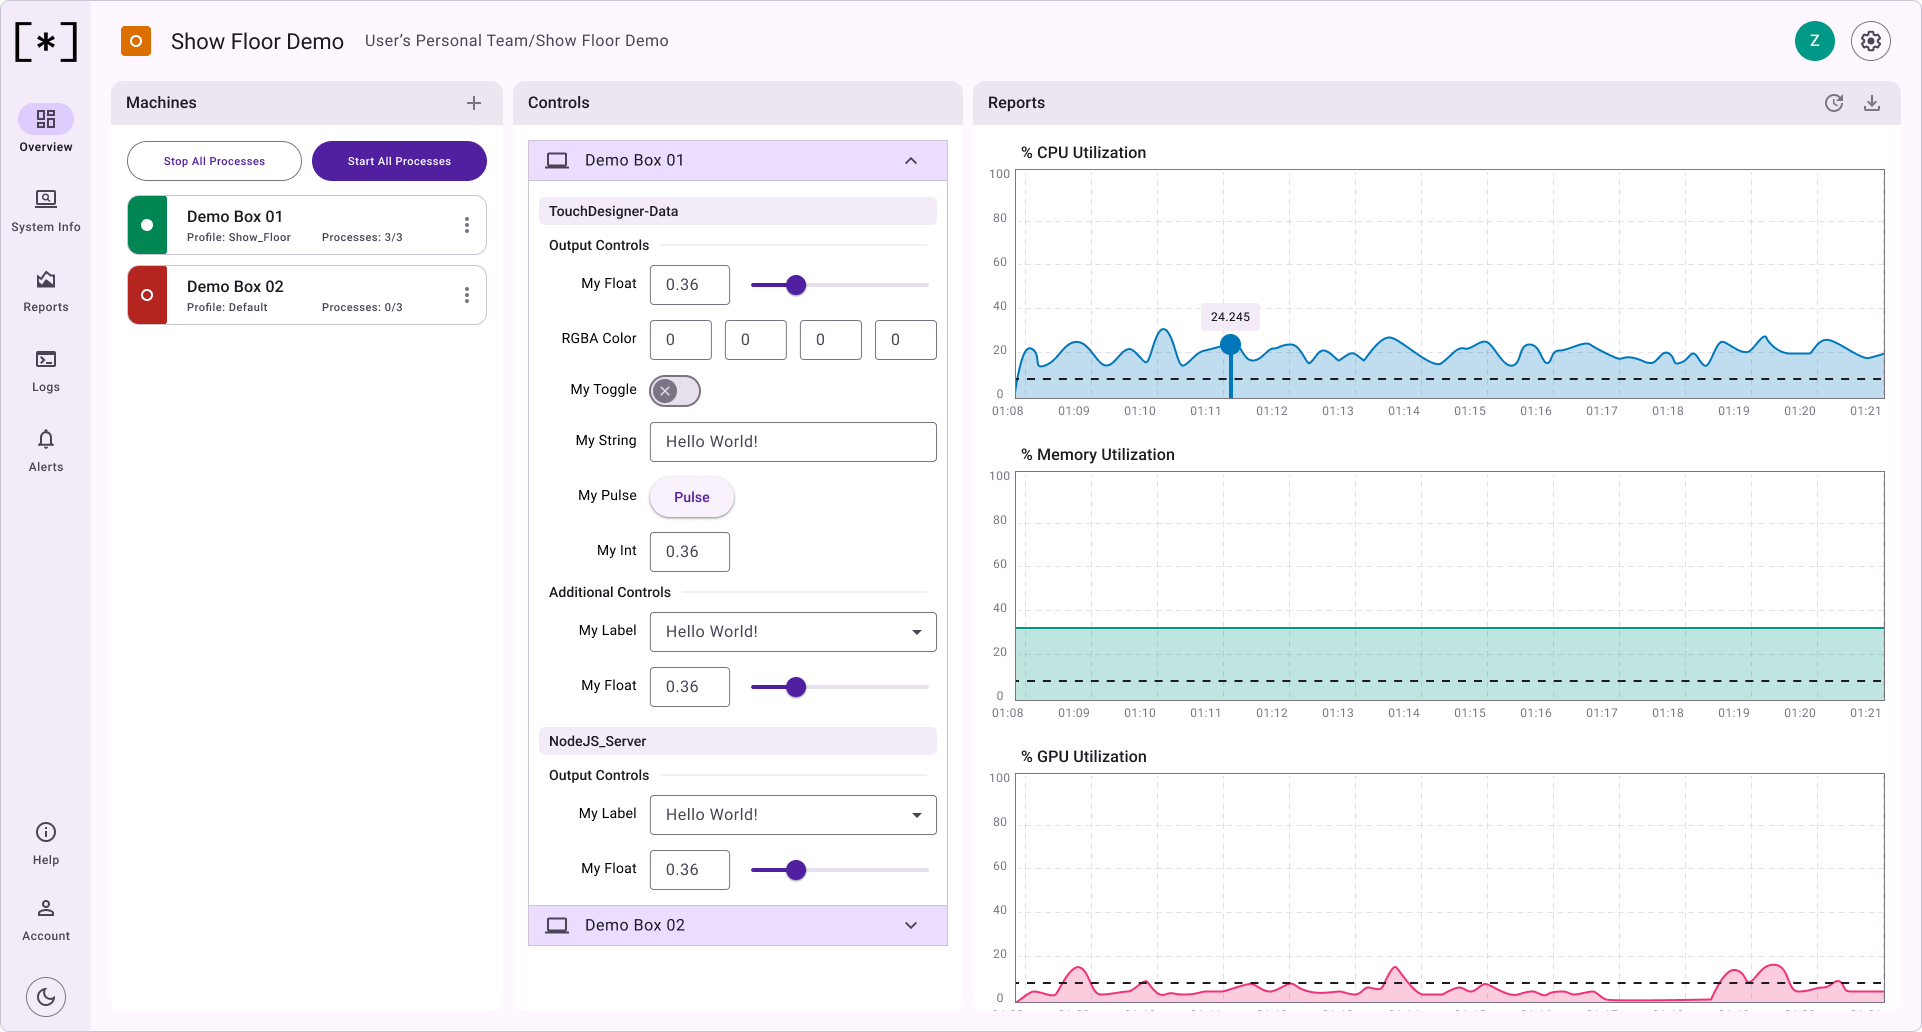 [*]
Show Floor Demo
User’s Personal Team/Show Floor Demo
Z
Overview
System Info
Reports
Logs
Alerts
Help
Account
Machines
Stop All Processes
Start All Processes
Demo Box 01
Profile: Show_Floor
Processes: 3/3
Demo Box 02
Profile: Default
Processes: 0/3
Controls
Demo Box 01
TouchDesigner-Data
Output Controls
My Float
0.36
RGBA Color
0
0
0
0
My Toggle
My String
Hello World!
My Pulse
Pulse
My Int
0.36
Additional Controls
My Label
Hello World!
My Float
0.36
NodeJS_Server
Output Controls
My Label
Hello World!
My Float
0.36
Demo Box 02
Reports
% CPU Utilization
100
80
60
40
20
0
24.245
01:08 01:09 01:10 01:11 01:12 01:13 01:14 01:15 01:16 01:17 01:18 01:19 01:20 01:21
% Memory Utilization
100
80
60
40
20
0
01:08 01:09 01:10 01:11 01:12 01:13 01:14 01:15 01:16 01:17 01:18 01:19 01:20 01:21
% GPU Utilization
100
80
60
40
20
0